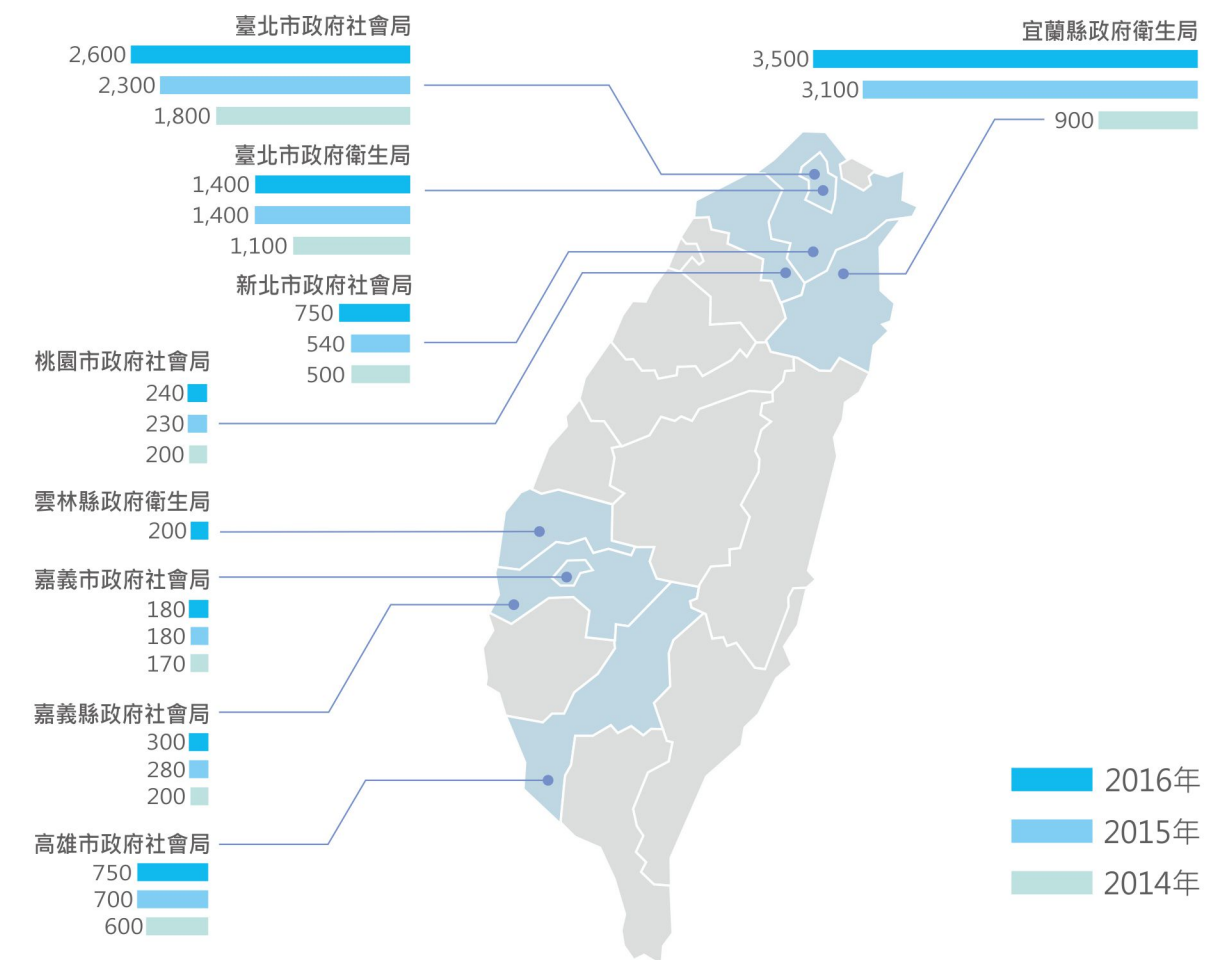 臺北市政府社會局
2,600
2,300
1,800
臺北市政府衛生局
1,400
1,400
1,100
新北市政府社會局
750
540
500
桃園市政府社會局
240
230
200
雲林縣政府衛生局
200
嘉義市政府社會局
180
180
170
嘉義縣政府社會局
300
280
200
高雄市政府社會局
750
700
600
宜蘭縣政府衛生局
3,500
3,100
900
2016年
2015年
2014年